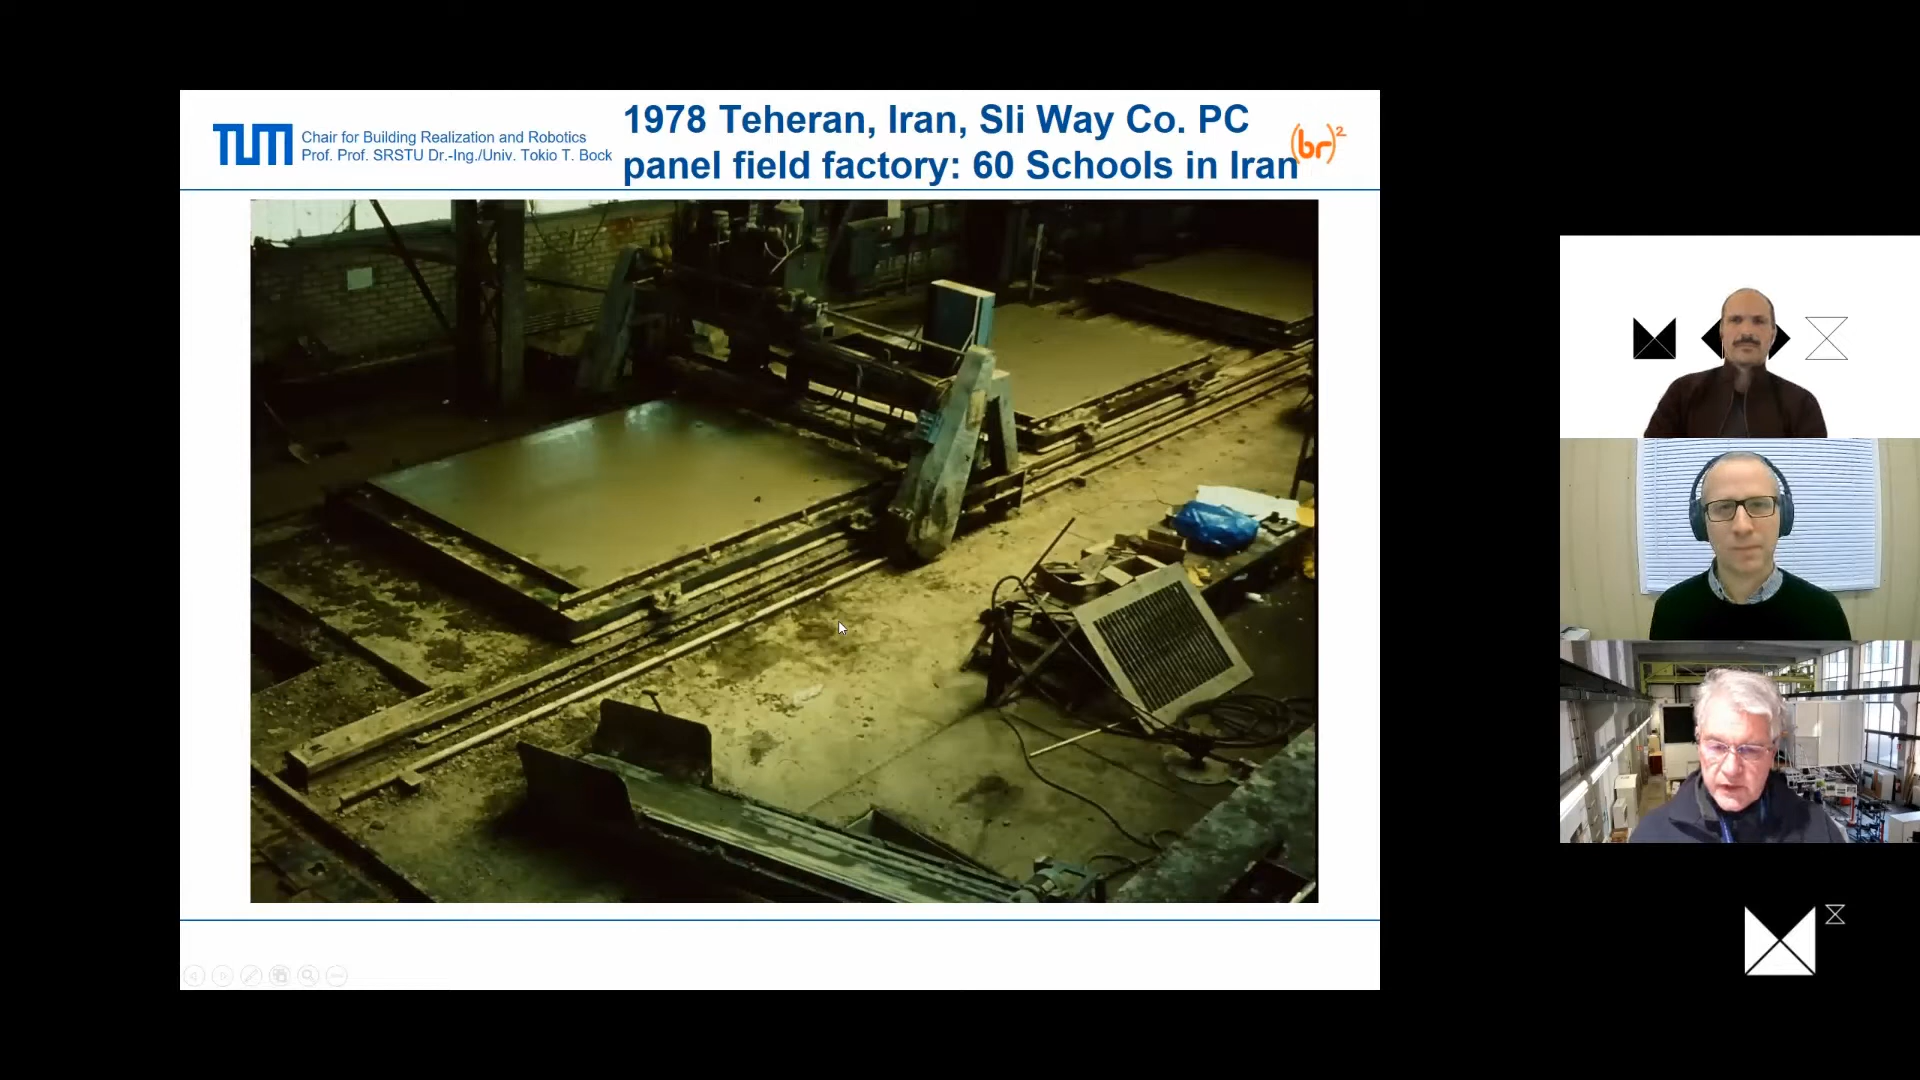 TUM
Chair for Building Realization and Robotics
Prof. Prof. SRSTU Dr.-Ing./Univ. Tokio T. Bock
1978 Teheran, Iran, Sli Way Co. PC
panel field factory: 60 Schools in Iran
(br)²